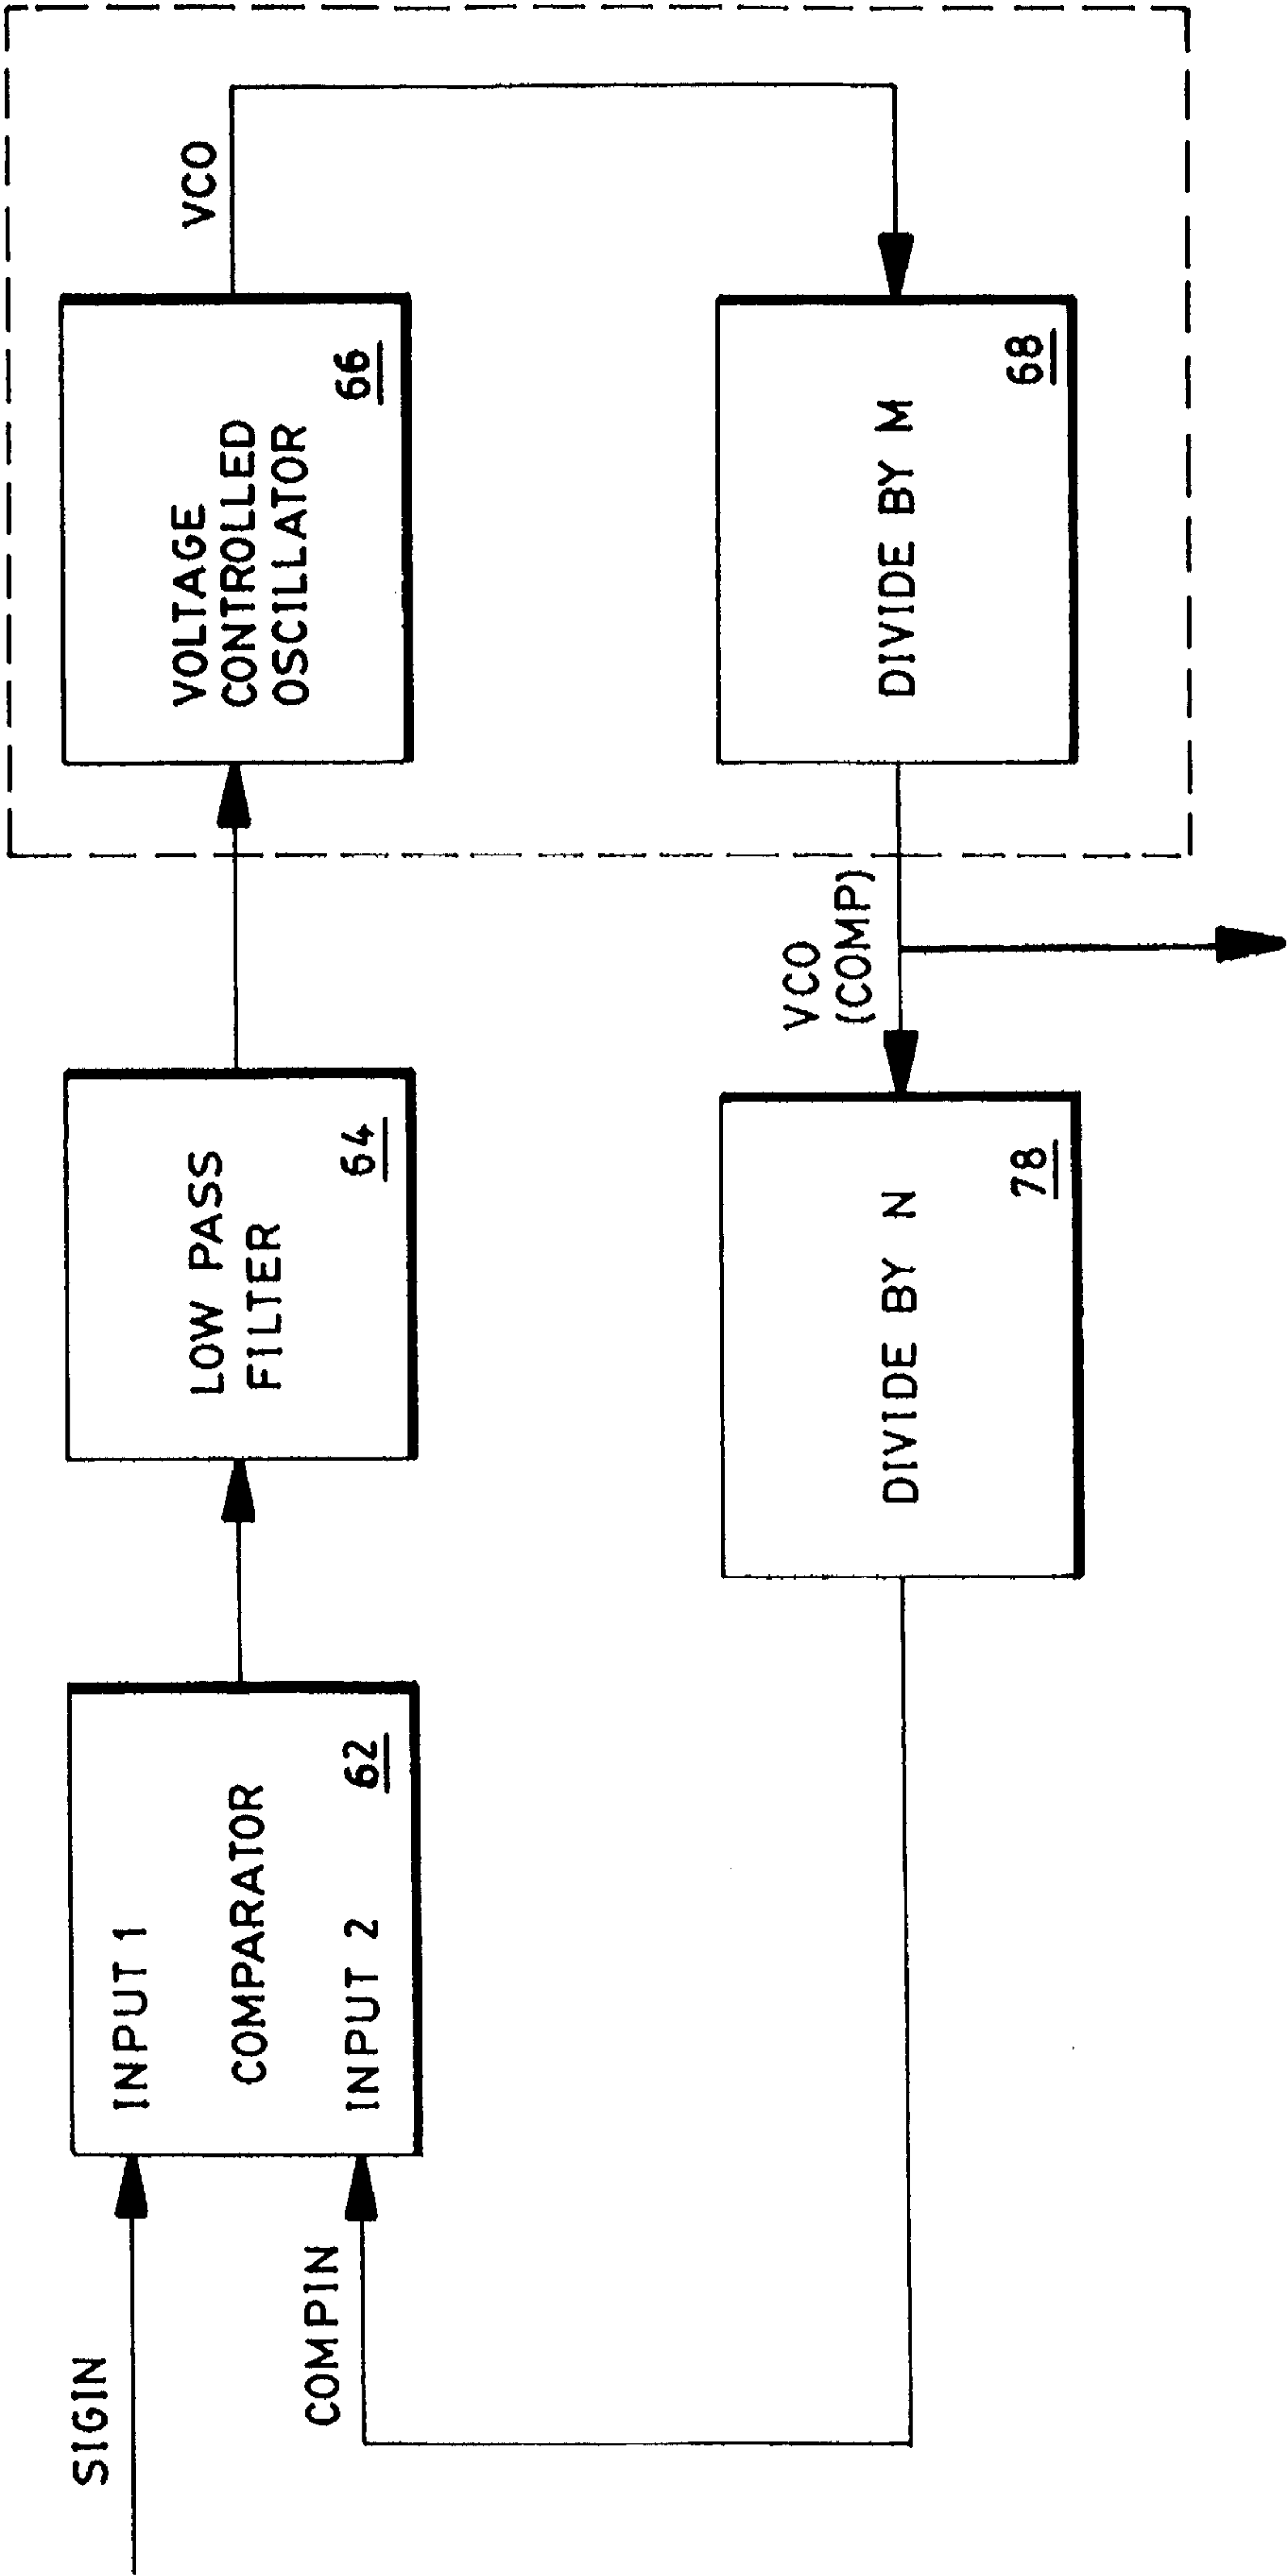 SIGIN
COMPIN
INPUT 1
COMPARATOR
INPUT 2
62
LOW PASS
FILTER
64
VOLTAGE
CONTROLLED
OSCILLATOR
66
VCO
DIVIDE BY N
78
VCO
(COMP)
DIVIDE BY M
68